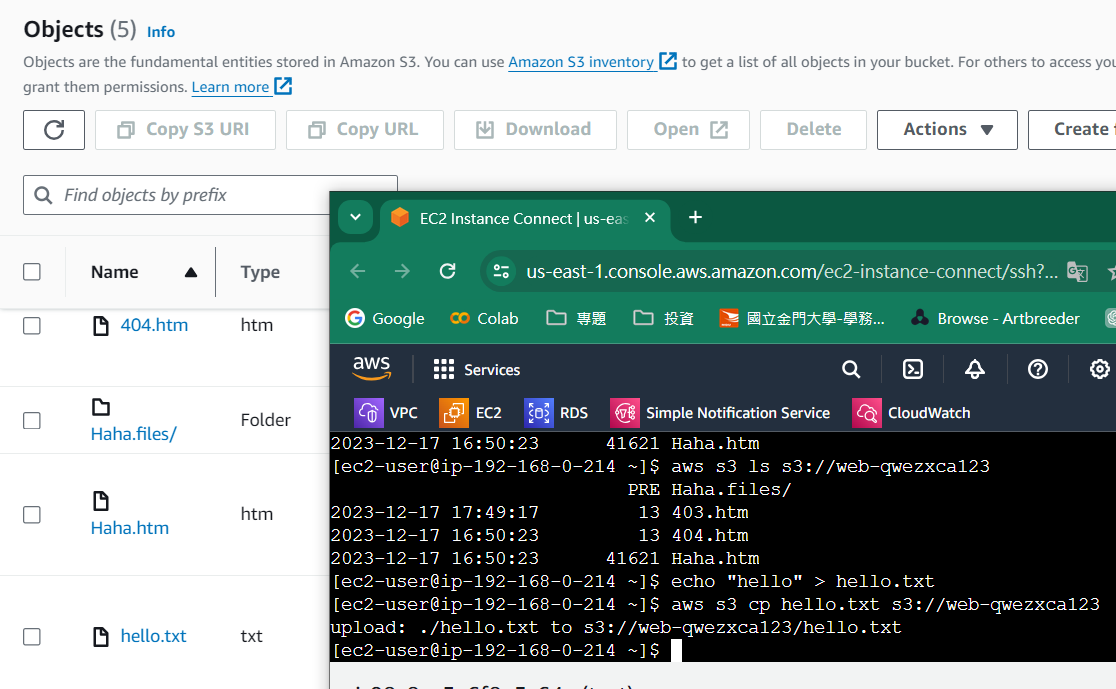 Objects (5) Info
Objects are the fundamental entities stored in Amazon S3. You can use Amazon S3 inventory to get a list of all objects in your bucket. For others to access you
grant them permissions. Learn more
Copy S3 URI Copy URL Download Open Delete Actions Create
Find objects by prefix
Name Type
404.htm htm
Haha.files/ Folder
Haha.htm htm
hello.txt txt
EC2 Instance Connect | us-eas
us-east-1.console.aws.amazon.com/ec2-instance-connect/ssh?...
Google Colab 專題 投資 國立金門大學-學務... Browse - Artbreeder
aws Services
VPC EC2 RDS Simple Notification Service CloudWatch
2023-12-17 16:50:23 41621 Haha.htm
[ec2-user@ip-192-168-0-214 ~]$ aws s3 ls s3://web-qwezxca123
PRE Haha.files/
2023-12-17 17:49:17 13 403.htm
2023-12-17 16:50:23 13 404.htm
2023-12-17 16:50:23 41621 Haha.htm
[ec2-user@ip-192-168-0-214 ~]$ echo "hello" > hello.txt
[ec2-user@ip-192-168-0-214 ~]$ aws s3 cp hello.txt s3://web-qwezxca123
upload: ./hello.txt to s3://web-qwezxca123/hello.txt
[ec2-user@ip-192-168-0-214 ~]$